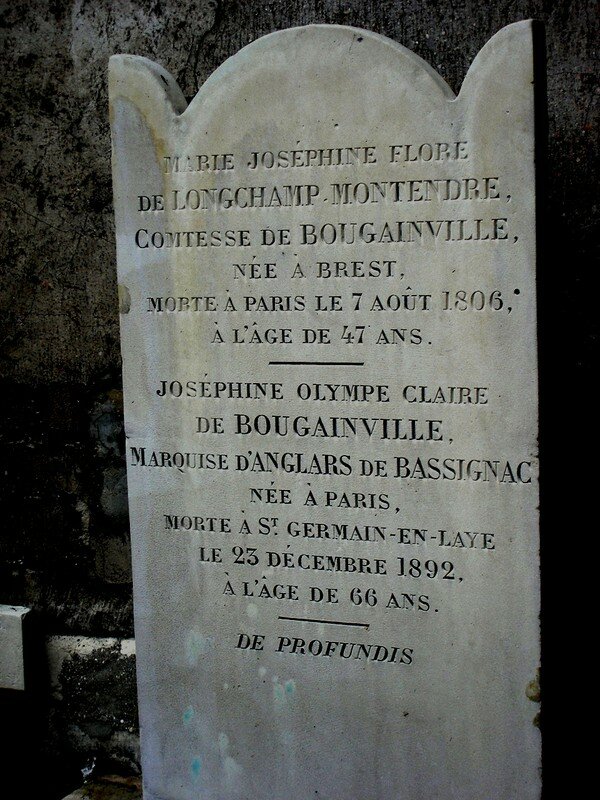 MARIE JOSÉPHINE FLORE
DE LONGCHAMP-MONTENDRE,
COMTESSE DE BOUGAINVILLE,
NÉE À BREST,
MORTE À PARIS LE 7 AOÛT 1806,
À L'ÂGE DE 47 ANS.
JOSÉPHINE OLYMPE CLAIRE
DE BOUGAINVILLE,
MARQUISE D'ANGLARS DE BASSIGNAC
NÉE À PARIS,
MORTE À ST. GERMAIN-EN-LAYE
LE 23 DÉCEMBRE 1892,
À L'ÂGE DE 66 ANS.
DE PROFUNDIS